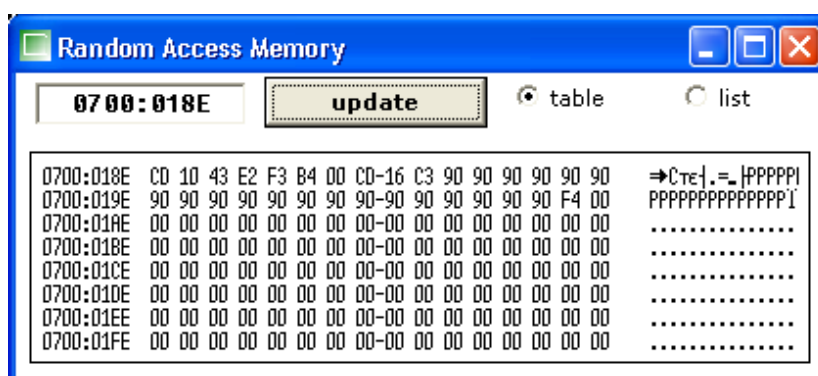 Random Access Memory
0700:018E update table list
0700:018E CD 10 43 E2 F3 B4 00 CD-16 C3 90 90 90 90 90 90
0700:019E 90 90 90 90 90 90 90 90-90 90 90 90 90 90 F4 00 PPPPPPPPPPPPPP
0700:01AE 00 00 00 00 00 00 00 00-00 00 00 00 00 00 00 00 ...............
0700:01BE 00 00 00 00 00 00 00 00-00 00 00 00 00 00 00 00 ...............
0700:01CE 00 00 00 00 00 00 00 00-00 00 00 00 00 00 00 00 ...............
0700:01DE 00 00 00 00 00 00 00 00-00 00 00 00 00 00 00 00 ...............
0700:01EE 00 00 00 00 00 00 00 00-00 00 00 00 00 00 00 00 ...............
0700:01FE 00 00 00 00 00 00 00 00-00 00 00 00 00 00 00 00 ...............